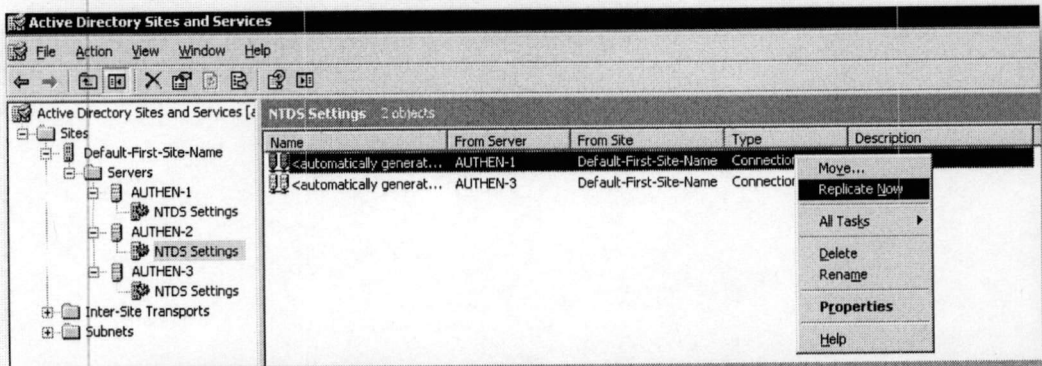 Active Directory Sites and Services
File Action View Window Help
Active Directory Sites and Services [a
NTDS Settings 2 objects
Sites
Name From Server From Site Type Description
Default-First-Site-Name
<automatically generat... AUTHEN-1 Default-First-Site-Name Connection
Servers
<automatically generat... AUTHEN-3 Default-First-Site-Name Connection
AUTHEN-1
NTDS Settings
AUTHEN-2
NTDS Settings
AUTHEN-3
NTDS Settings
Inter-Site Transports
Subnets
Move...
Replicate Now
All Tasks
Delete
Rename
Properties
Help